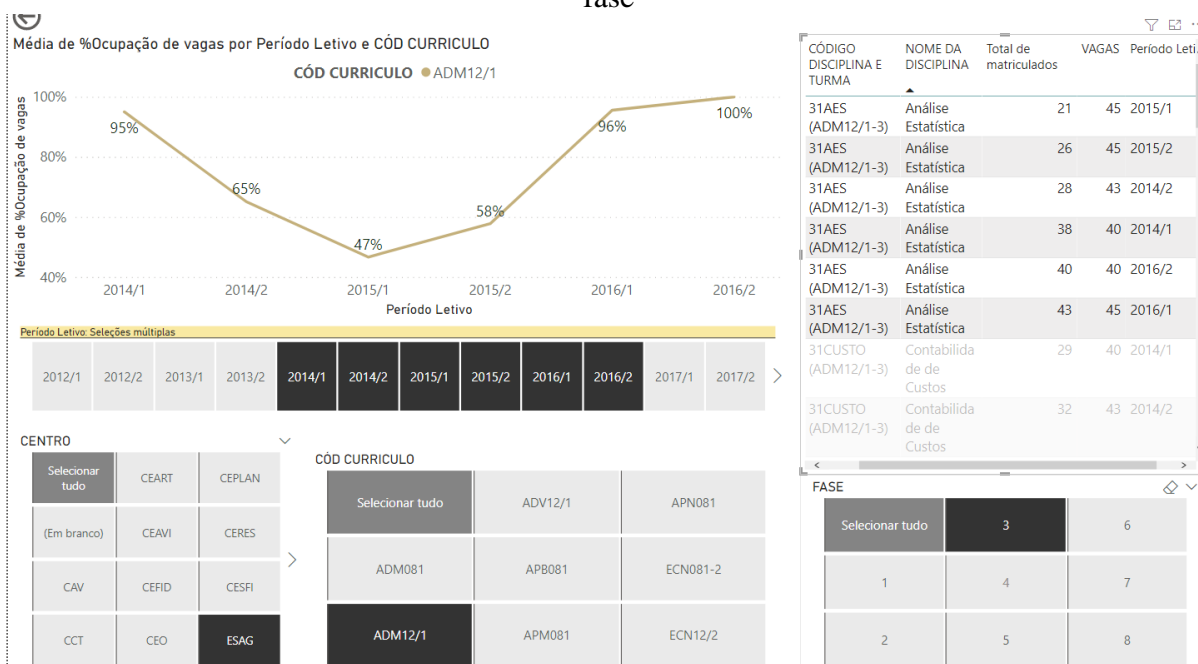 fase
Média de %Ocupação de vagas por Período Letivo e CÓD CURRICULO
CÓD CURRICULO ADM12/1
Média de %Ocupação de vagas
100%
80%
60%
40%
95%
65%
47%
58%
96%
100%
2014/1 2014/2 2015/1 2015/2 2016/1 2016/2
Período Letivo
Período Letivo: Seleções múltiplas
2012/1 2012/2 2013/1 2013/2 2014/1 2014/2 2015/1 2015/2 2016/1 2016/2 2017/1 2017/2
CENTRO
Selecionar
tudo
CEART CEPLAN
(Em branco) CEAVI CERES
CAV CEFID CESFI
CCT CEO ESAG
CÓD CURRICULO
Selecionar tudo ADV12/1 APN081
ADM081 APB081 ECN081-2
ADM12/1 APM081 ECN12/2
CÓDIGO NOME DA Total de VAGAS Período Leti.
DISCIPLINA E DISCIPLINA matriculados
TURMA
31AES Análise 21 45 2015/1
(ADM12/1-3) Estatística
31AES Análise 26 45 2015/2
(ADM12/1-3) Estatística
31AES Análise 28 43 2014/2
(ADM12/1-3) Estatística
31AES Análise 38 40 2014/1
(ADM12/1-3) Estatística
31AES Análise 40 40 2016/2
(ADM12/1-3) Estatística
31AES Análise 43 45 2016/1
(ADM12/1-3) Estatística
31CUSTO Contabilida 29 40 2014/1
(ADM12/1-3) de de
Custos
31CUSTO Contabilida 32 43 2014/2
(ADM12/1-3) de de
Custos
FASE
Selecionar tudo 3 6
1 4 7
2 5 8